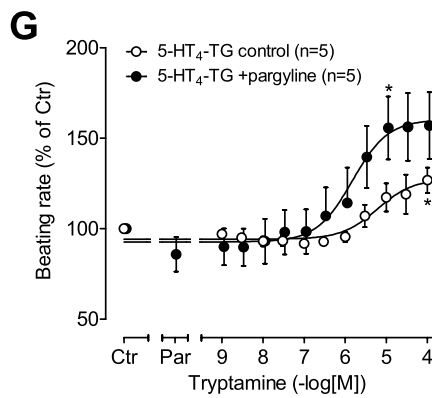 G
200
150
100
50
Beating rate (% of Ctr)
5-HT₄-TG control (n=5)
5-HT₄-TG +pargyline (n=5)
*
*
Ctr Par 9 8 7 6 5 4
Tryptamine (-log[M])